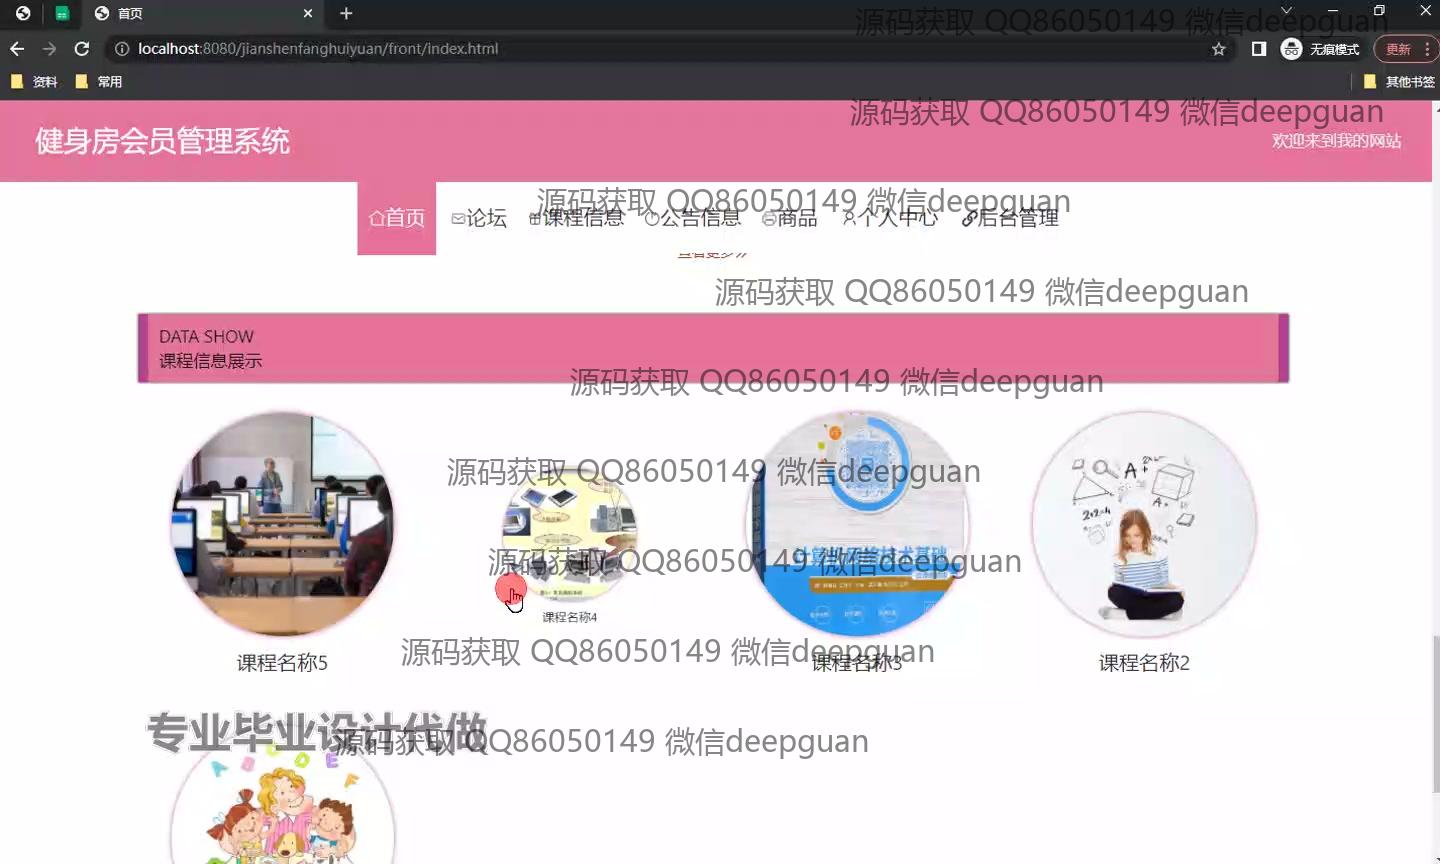 首页
源码获取 QQ86050149 微信deepguan
localhost:8080/jianshenfanghuiyuan/front/index.html
无痕模式
更新
资料
常用
其他书签
源码获取 QQ86050149 微信deepguan
健身房会员管理系统
欢迎来到我的网站
源码获取 QQ86050149 微信deepguan
首页
论坛
课程信息
公告信息
商品
个人中心
后台管理
查看更多
源码获取 QQ86050149 微信deepguan
DATA SHOW
课程信息展示
源码获取 QQ86050149 微信deepguan
源码获取 QQ86050149 微信deepguan
源码获取 QQ86050149 微信deepguan
课程名称4
源码获取 QQ86050149 微信deepguan
课程名称5
课程名称3
课程名称2
专业毕业设计代做
源码获取 QQ86050149 微信deepguan